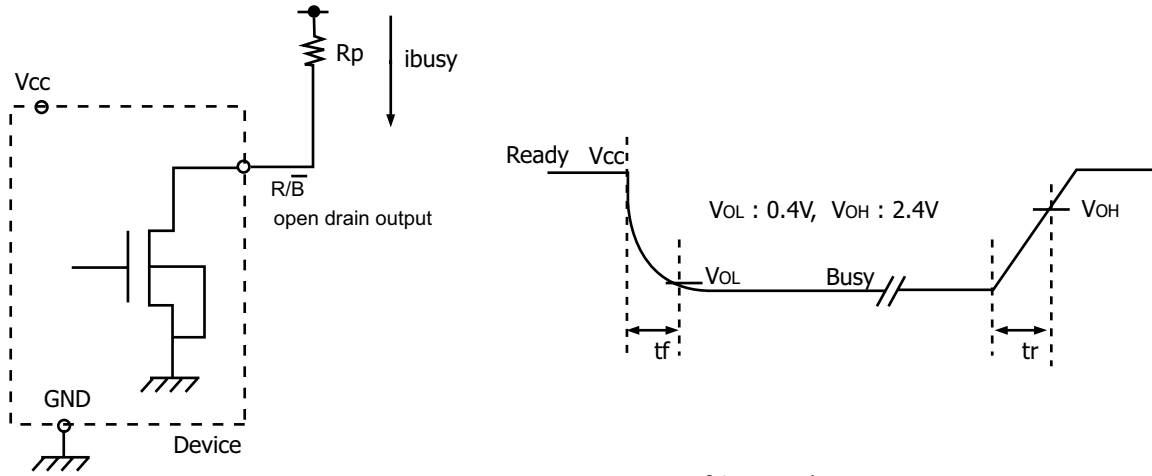 Rp
ibusy
Vcc
R/B̅
open drain output
GND
Device
Ready Vcc
VOL : 0.4V, VOH : 2.4V
VOH
VOL
Busy
tf
tr